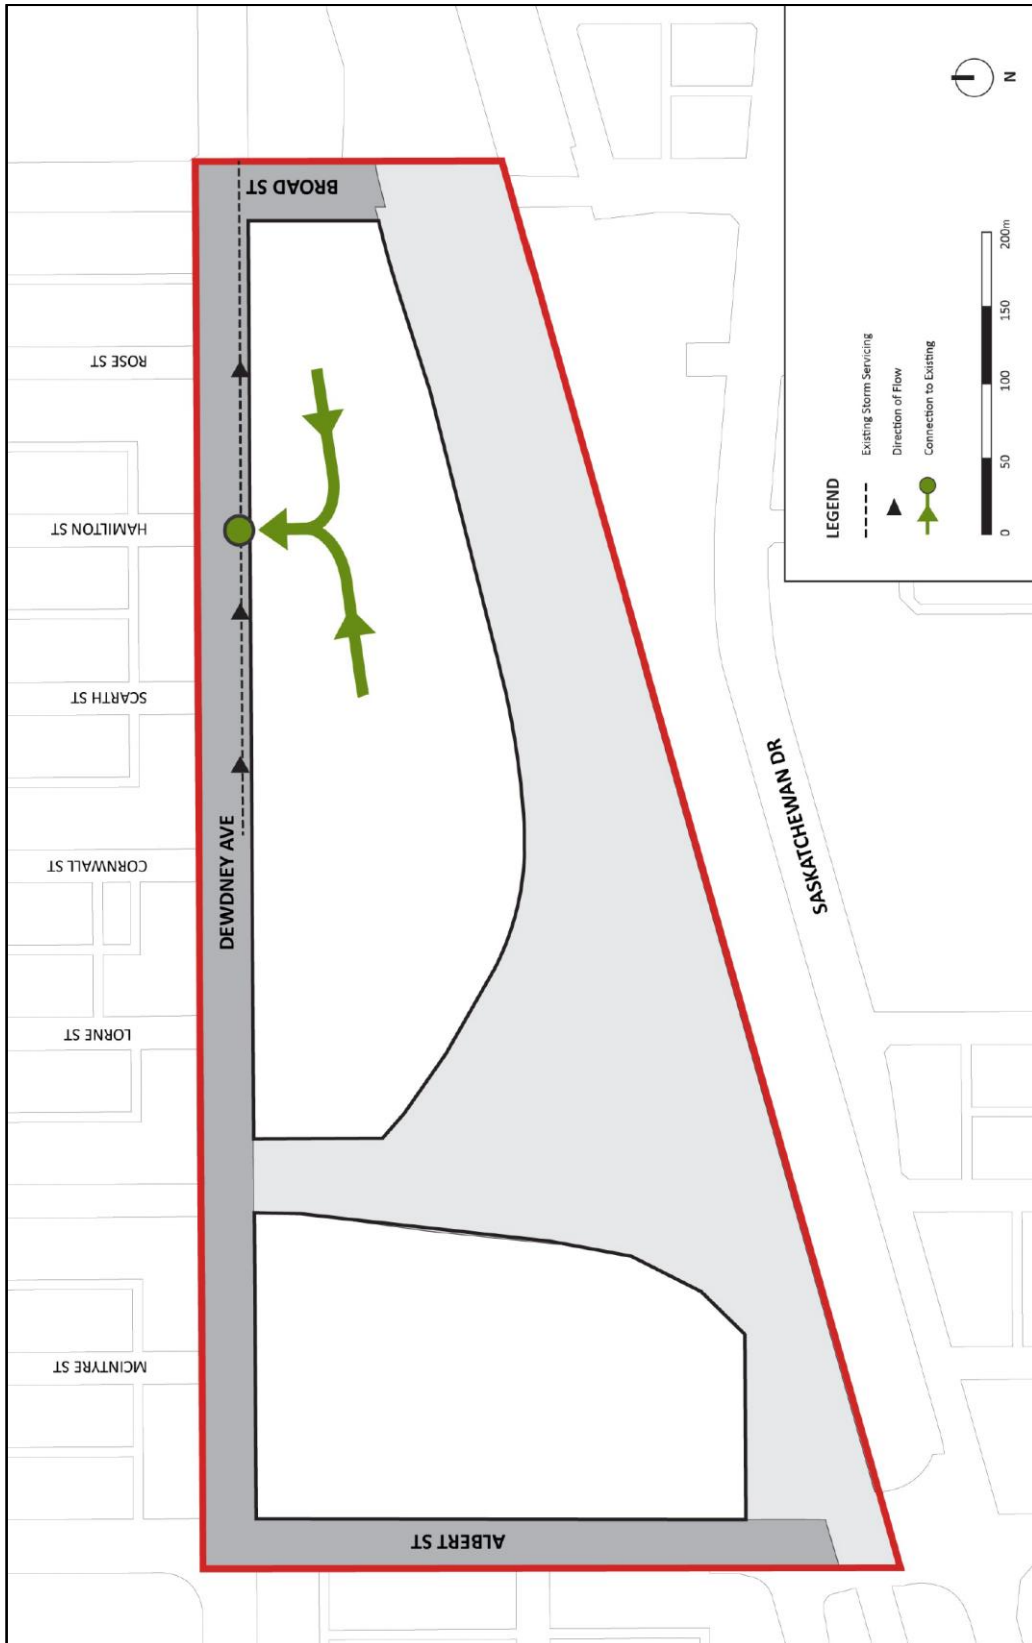 MCINTYRE ST
LORNE ST
CORNWALL ST
SCARTH ST
HAMILTON ST
ROSE ST
DEWDNEY AVE
BROAD ST
ALBERT ST
SASKATCHEWAN DR
LEGEND
Existing Storm Servicing
Direction of Flow
Connection to Existing
0 50 100 150 200m
N